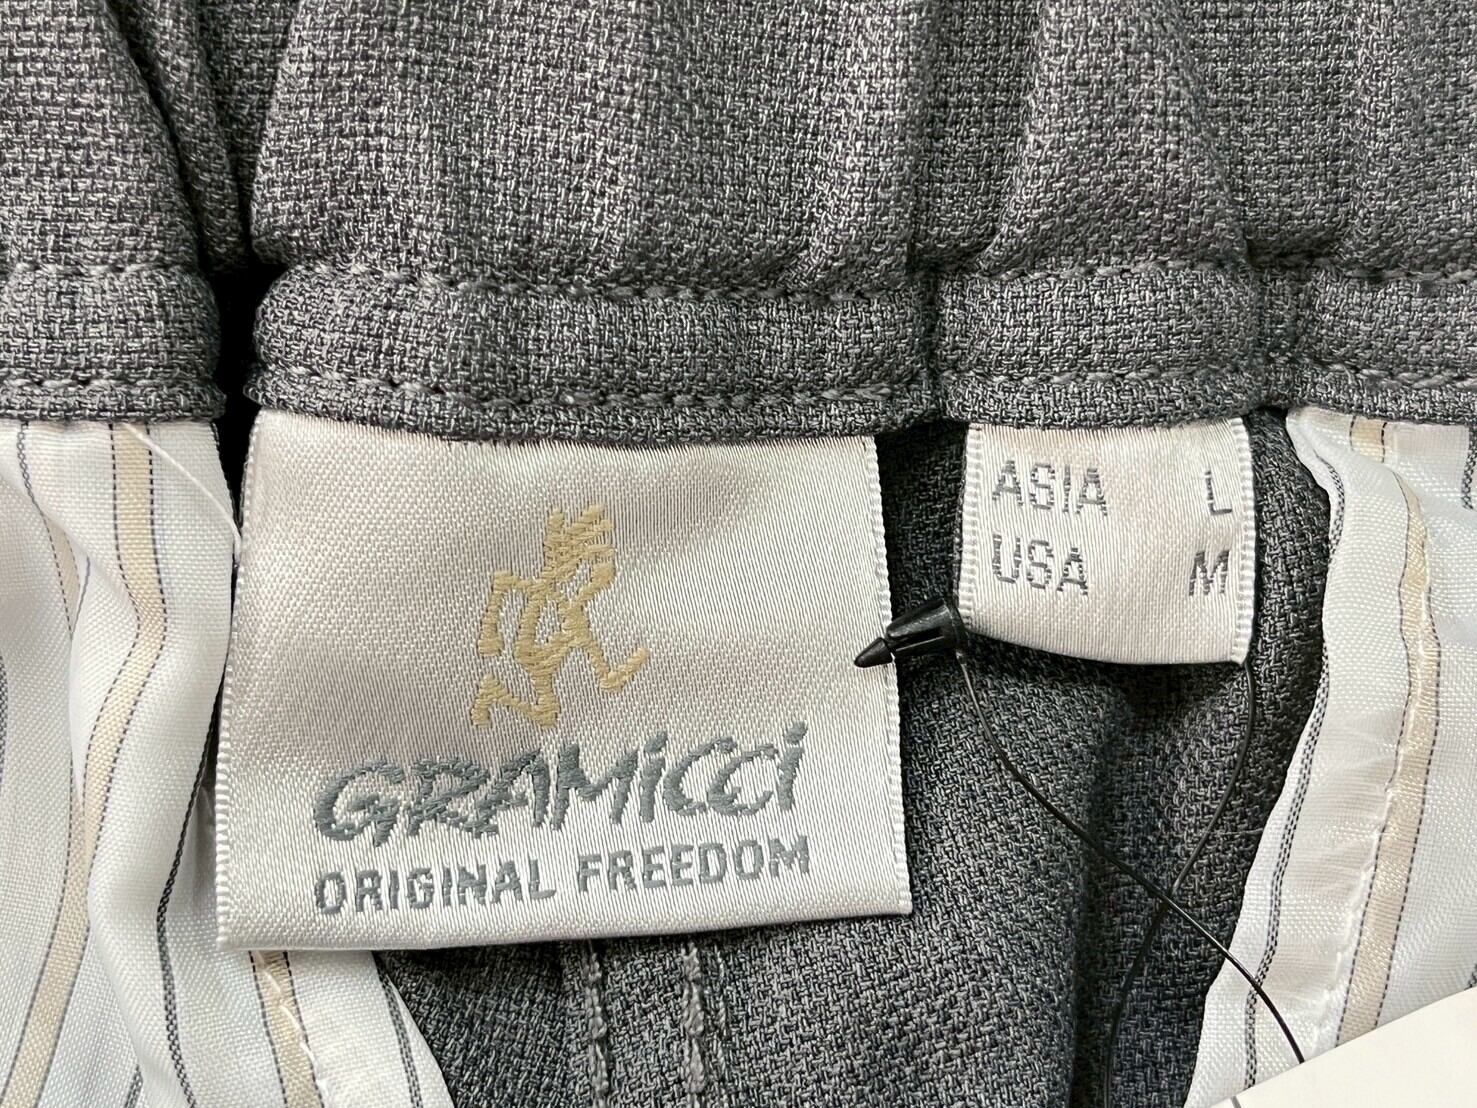 GRAMiCCi
ORIGINAL FREEDOM
ASIA L
USA M